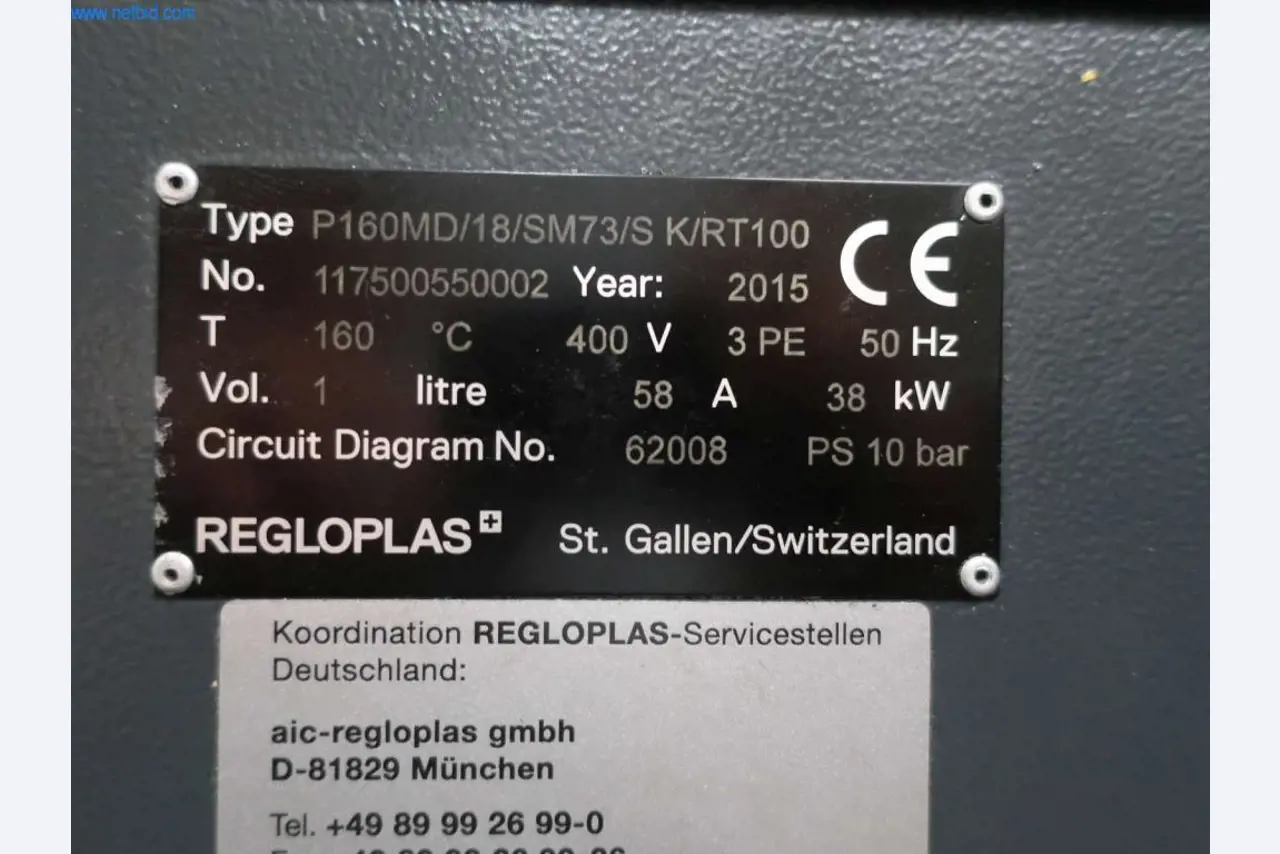 www.netbid.com
Type P160MD/18/SM73/S K/RT100
No. 117500550002 Year: 2015
T 160 °C 400 V 3 PE 50 Hz
Vol. 1 litre 58 A 38 kW
Circuit Diagram No. 62008 PS 10 bar
REGLOPLAS St. Gallen/Switzerland
Koordination REGLOPLAS-Servicestellen
Deutschland:
aic-regloplas gmbh
D-81829 München
Tel. +49 89 99 26 99-0